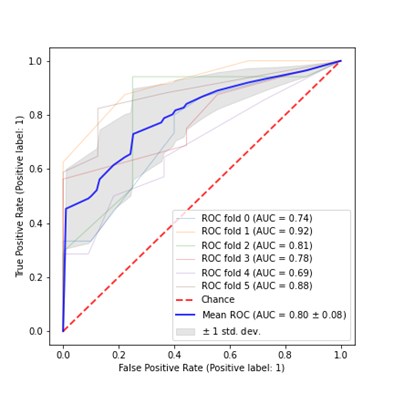 True Positive Rate (Positive label: 1)
1.0
0.8
0.6
0.4
0.2
0.0
ROC fold 0 (AUC = 0.74)
ROC fold 1 (AUC = 0.92)
ROC fold 2 (AUC = 0.81)
ROC fold 3 (AUC = 0.78)
ROC fold 4 (AUC = 0.69)
ROC fold 5 (AUC = 0.88)
Chance
Mean ROC (AUC = 0.80 ± 0.08)
± 1 std. dev.
0.0 0.2 0.4 0.6 0.8 1.0
False Positive Rate (Positive label: 1)